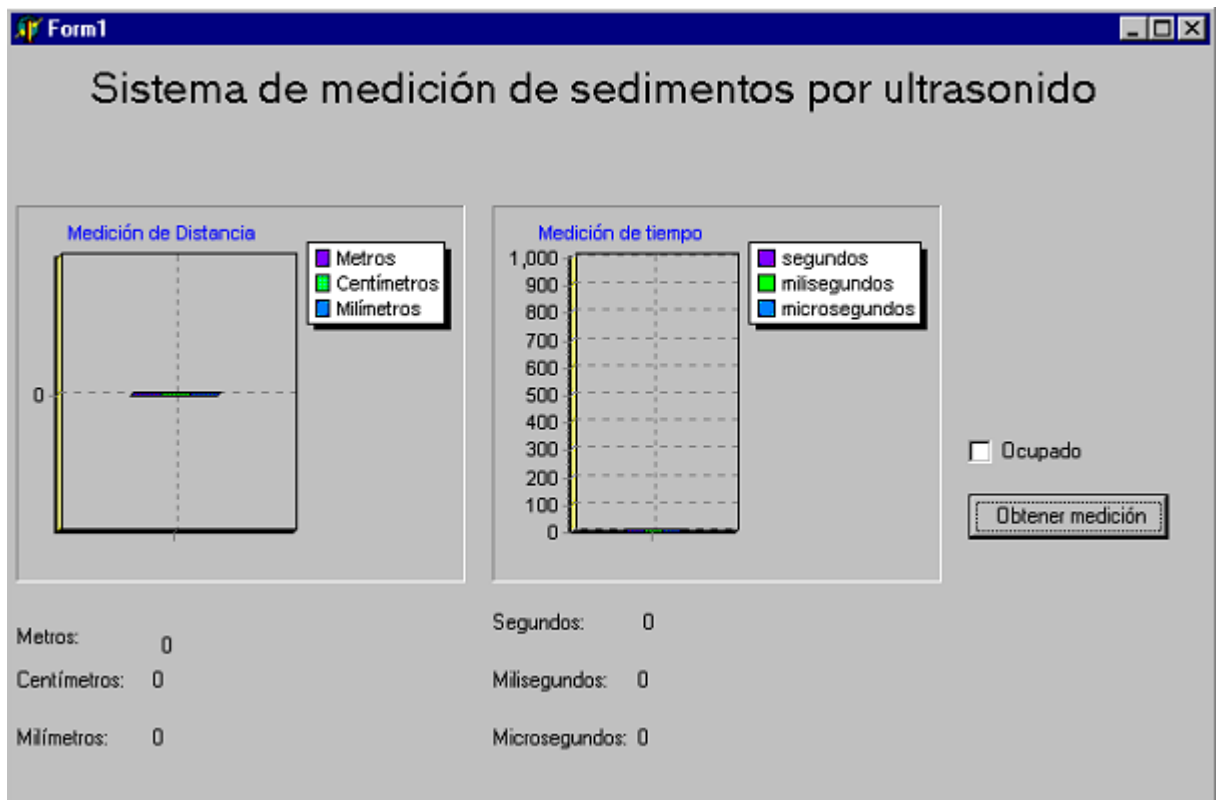 Form1
Sistema de medición de sedimentos por ultrasonido
Medición de Distancia
Metros
Centímetros
Milímetros
0
Medición de tiempo
1,000
900
800
700
600
500
400
300
200
100
0
segundos
milisegundos
microsegundos
Ocupado
Obtener medición
Metros: 0
Centímetros: 0
Milímetros: 0
Segundos: 0
Milisegundos: 0
Microsegundos: 0